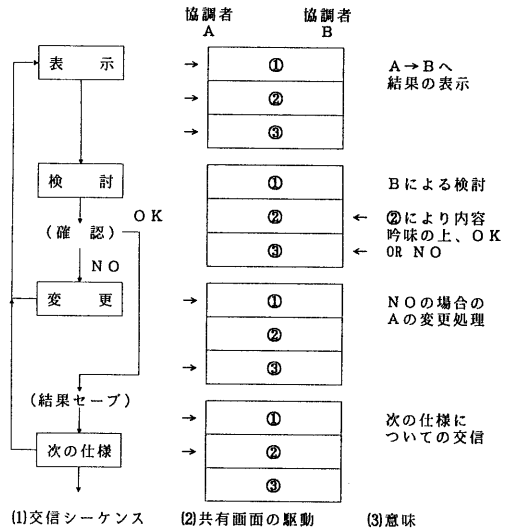 協調者 協調者
A B
表 示
→ ①
→ ②
→ ③
A→Bへ
結果の表示
検 討
①
② ←
③ ←
Bによる検討
②により内容
吟味の上、OK
OR NO
(確 認) OK
NO
変 更
→ ①
②
→ ③
NOの場合の
Aの変更処理
(結果セーブ)
次の仕様
→ ①
→ ②
③
次の仕様に
ついての交信
(1)交信シーケンス (2)共有画面の駆動 (3)意味